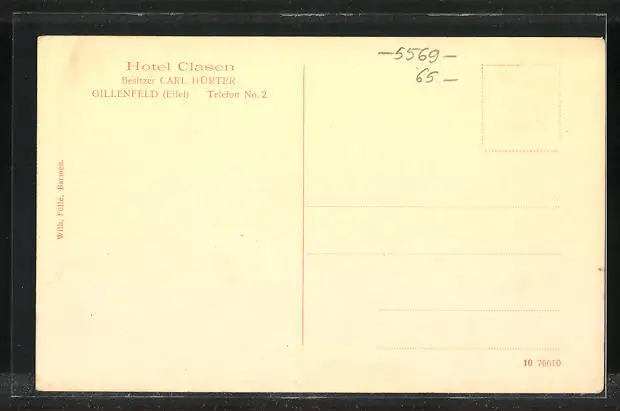 Hotel Clasen
Besitzer CARL HÜRTER
GILLENFELD (Eifel) Telefon No. 2
—5569—
65.—
Wilh. Fülle, Barmen.
10 76610